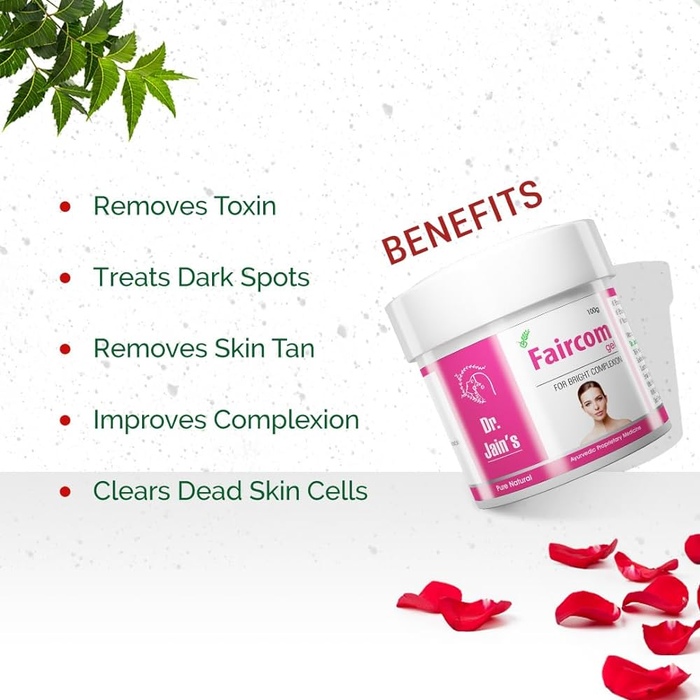 BENEFITS
Removes Toxin
Treats Dark Spots
Removes Skin Tan
Improves Complexion
Clears Dead Skin Cells
100g
Faircom
gel
FOR BRIGHT COMPLEXION
Dr.
Jain's
Pure Natural
Ayurvedic Proprietary Medicine